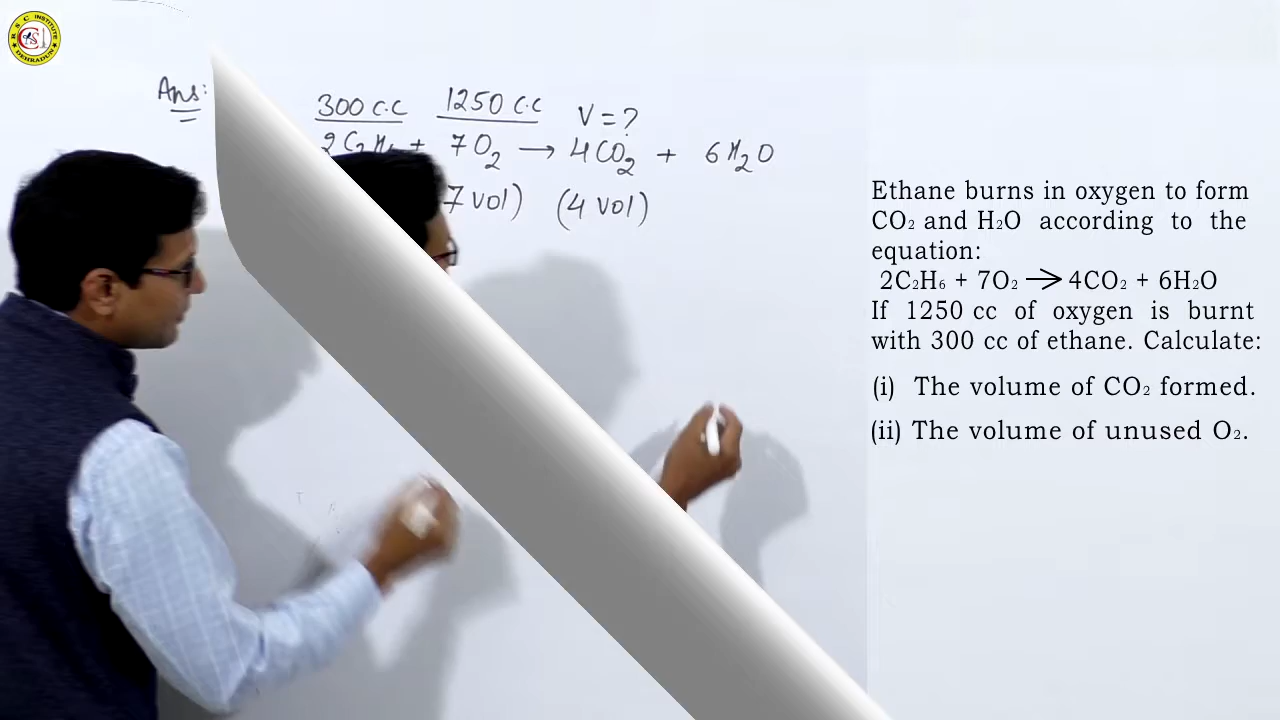 R S C INSTITUTE
DEHRADUN
Ans:
300 C.C 1250 C.C V = ?
+ 7O₂ → 4CO₂ + 6H₂O
7 vol) (4 vol)
Ethane burns in oxygen to form
CO₂ and H₂O according to the
equation:
2C₂H₆ + 7O₂ → 4CO₂ + 6H₂O
If 1250 cc of oxygen is burnt
with 300 cc of ethane. Calculate:
(i) The volume of CO₂ formed.
(ii) The volume of unused O₂.